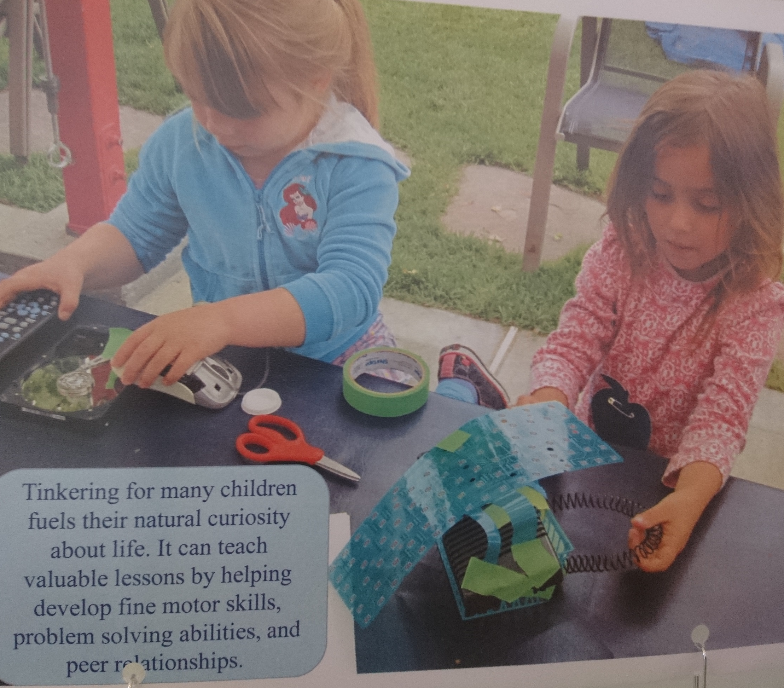 Tinkering for many children
fuels their natural curiosity
about life. It can teach
valuable lessons by helping
develop fine motor skills,
problem solving abilities, and
peer relationships.